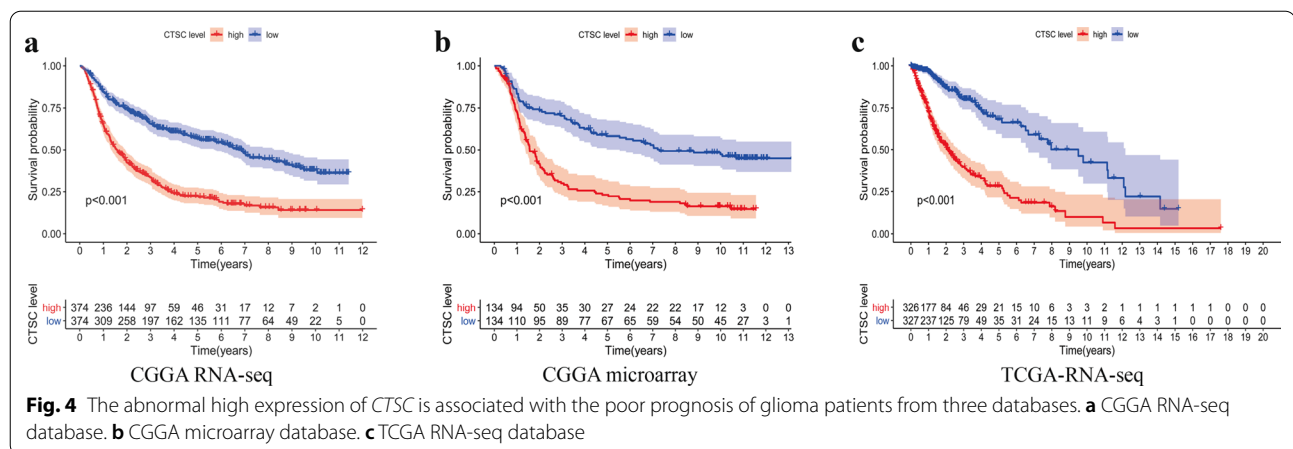 a
CTSC level high low
1.00
0.75
0.50
0.25
0.00
Survival probability
p<0.001
0 1 2 3 4 5 6 7 8 9 10 11 12
Time(years)
CTSC level
high 374 236 144 97 59 46 31 17 12 7 2 1 0
low 374 309 258 197 162 135 111 77 64 49 22 5 0
0 1 2 3 4 5 6 7 8 9 10 11 12
Time(years)
CGGA RNA-seq
b
CTSC level high low
1.00
0.75
0.50
0.25
0.00
Survival probability
p<0.001
0 1 2 3 4 5 6 7 8 9 10 11 12 13
Time(years)
CTSC level
high 134 94 50 35 30 27 24 22 22 17 12 3 0 0
low 134 110 95 89 77 67 65 59 54 50 45 27 3 1
0 1 2 3 4 5 6 7 8 9 10 11 12 13
Time(years)
CGGA microarray
c
CTSC level high low
1.00
0.75
0.50
0.25
0.00
Survival probability
p<0.001
0 1 2 3 4 5 6 7 8 9 10 11 12 13 14 15 16 17 18 19 20
Time(years)
CTSC level
high 326 177 84 46 29 21 15 10 6 3 3 2 1 1 1 1 1 1 0 0 0
low 327 237 125 79 49 35 31 24 15 13 11 9 6 4 3 1 0 0 0 0 0
0 1 2 3 4 5 6 7 8 9 10 11 12 13 14 15 16 17 18 19 20
Time(years)
TCGA-RNA-seq
Fig. 4 The abnormal high expression of CTSC is associated with the poor prognosis of glioma patients from three databases. a CGGA RNA-seq
database. b CGGA microarray database. c TCGA RNA-seq database